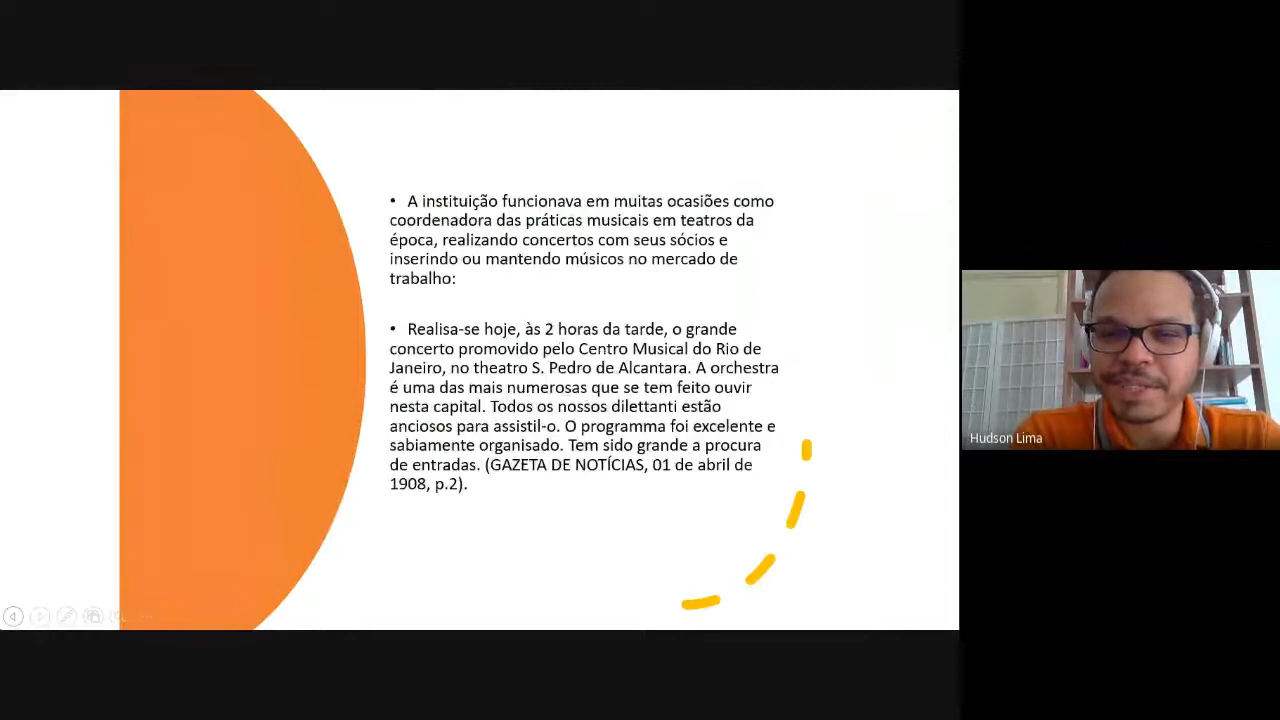 • A instituição funcionava em muitas ocasiões como
coordenadora das práticas musicais em teatros da
época, realizando concertos com seus sócios e
inserindo ou mantendo músicos no mercado de
trabalho:
• Realisa-se hoje, às 2 horas da tarde, o grande
concerto promovido pelo Centro Musical do Rio de
Janeiro, no theatro S. Pedro de Alcantara. A orchestra
é uma das mais numerosas que se tem feito ouvir
nesta capital. Todos os nossos dilettanti estão
anciosos para assistil-o. O programma foi excelente e
sabiamente organisado. Tem sido grande a procura
de entradas. (GAZETA DE NOTÍCIAS, 01 de abril de
1908, p.2).
Hudson Lima